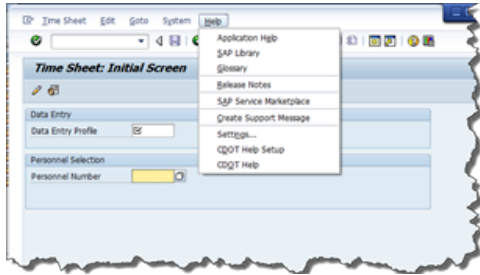 Time Sheet Edit Goto System Help
Application Help
SAP Library
Glossary
Release Notes
SAP Service Marketplace
Create Support Message
Settings...
CDOT Help Setup
CDOT Help
Time Sheet: Initial Screen
Data Entry
Data Entry Profile
Personnel Selection
Personnel Number